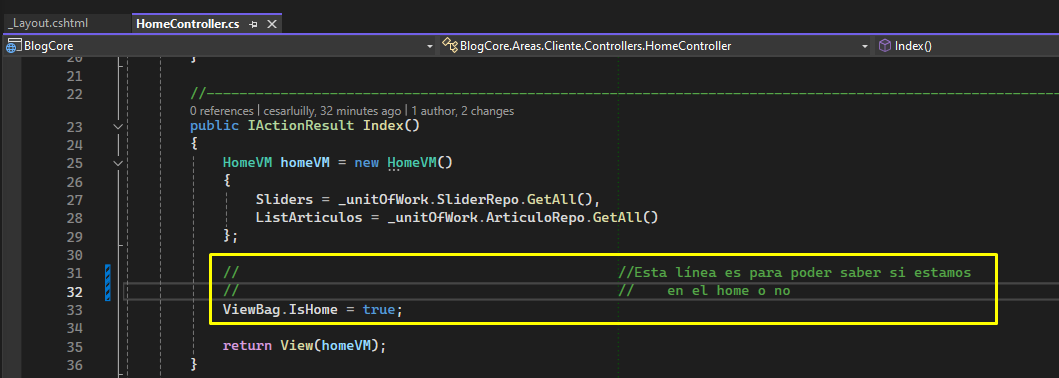 _Layout.cshtml HomeController.cs
BlogCore BlogCore.Areas.Cliente.Controllers.HomeController Index()
20 }
21
22 //--------------------------------------------------------------------------------------------------------
0 references | cesarluilly, 32 minutes ago | 1 author, 2 changes
23 public IActionResult Index()
24 {
25 HomeVM homeVM = new HomeVM()
26 {
27 Sliders = _unitOfWork.SliderRepo.GetAll(),
28 ListArticulos = _unitOfWork.ArticuloRepo.GetAll()
29 };
30
31 // //Esta línea es para poder saber si estamos
32 // // en el home o no
33 ViewBag.IsHome = true;
34
35 return View(homeVM);
36 }